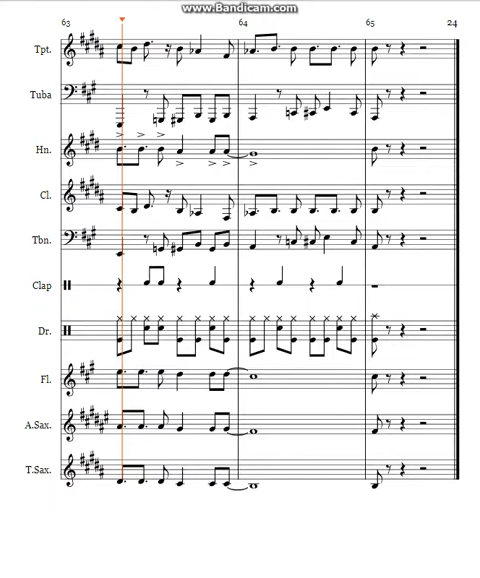 www.Bandicam.com
63 64 65 24
Tpt.
Tuba
Hn.
Cl.
Tbn.
Clap
Dr.
Fl.
A.Sax.
T.Sax.